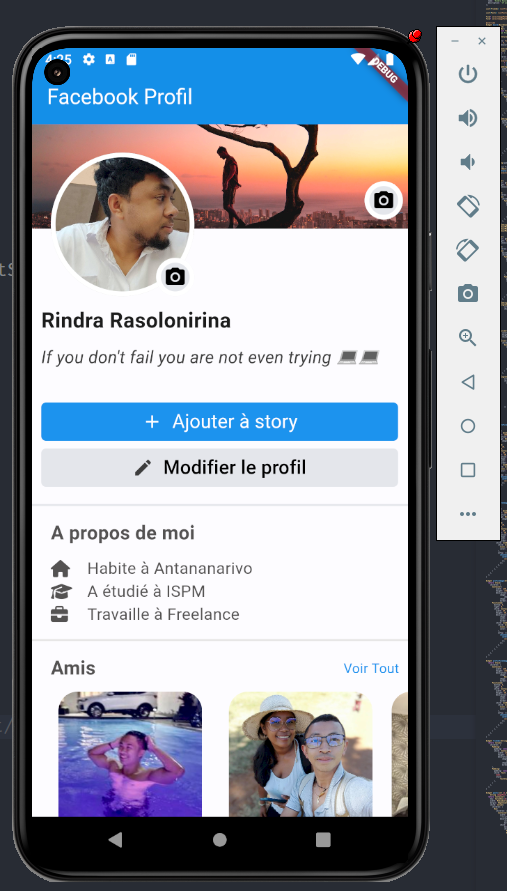 4:25
DEBUG
Facebook Profil
Rindra Rasolonirina
If you don't fail you are not even trying 💻💻
+ Ajouter à story
Modifier le profil
A propos de moi
Habite à Antananarivo
A étudié à ISPM
Travaille à Freelance
Amis
Voir Tout